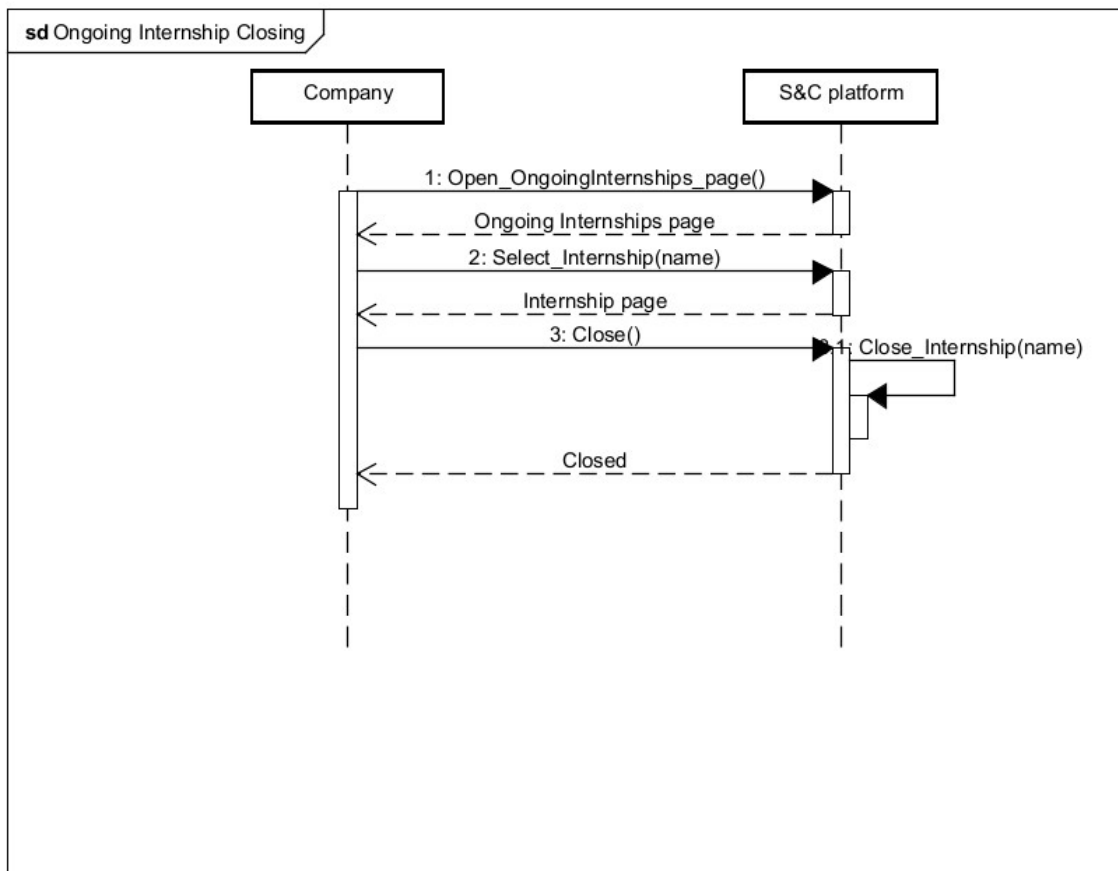 sd Ongoing Internship Closing
Company
S&C platform
1: Open_OngoingInternships_page()
Ongoing Internships page
2: Select_Internship(name)
Internship page
3: Close()
3.1: Close_Internship(name)
Closed